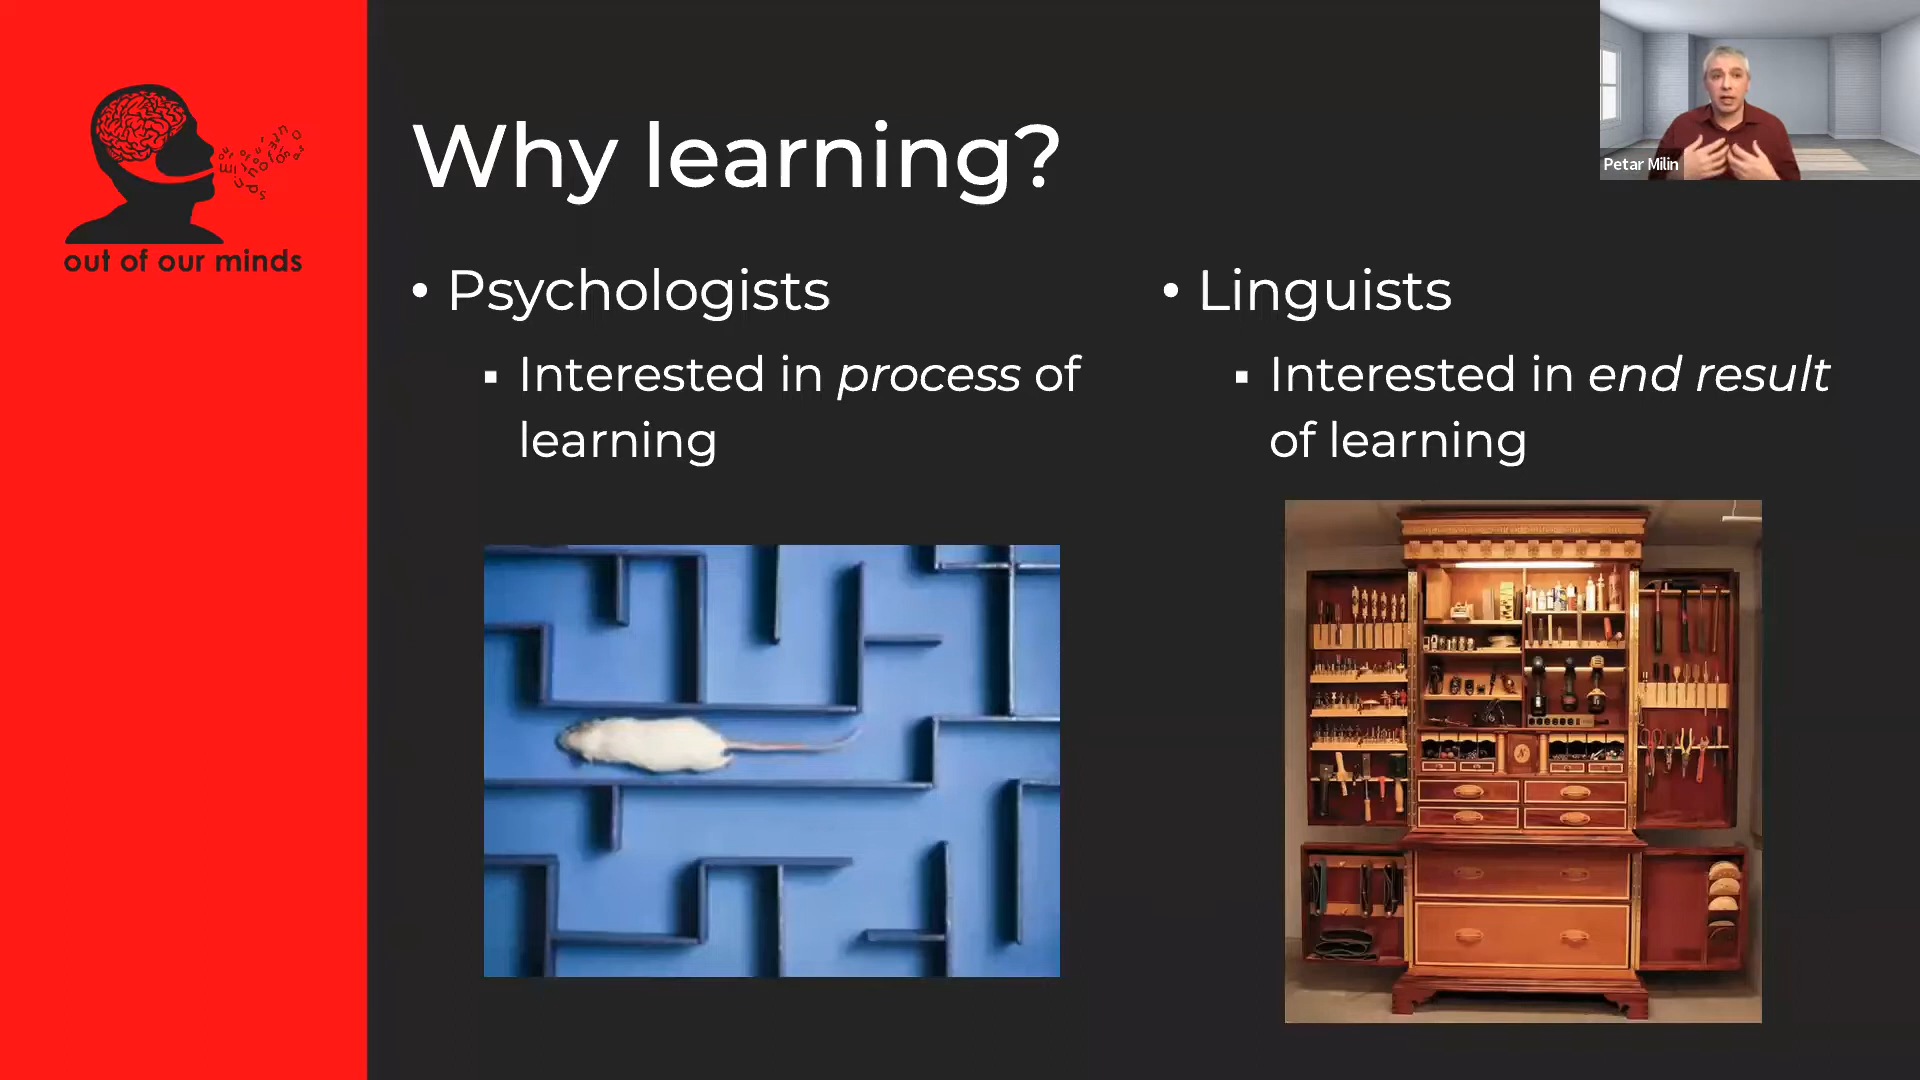 out of our minds
Why learning?
• Psychologists
▪ Interested in process of
learning
• Linguists
▪ Interested in end result
of learning
Petar Milin